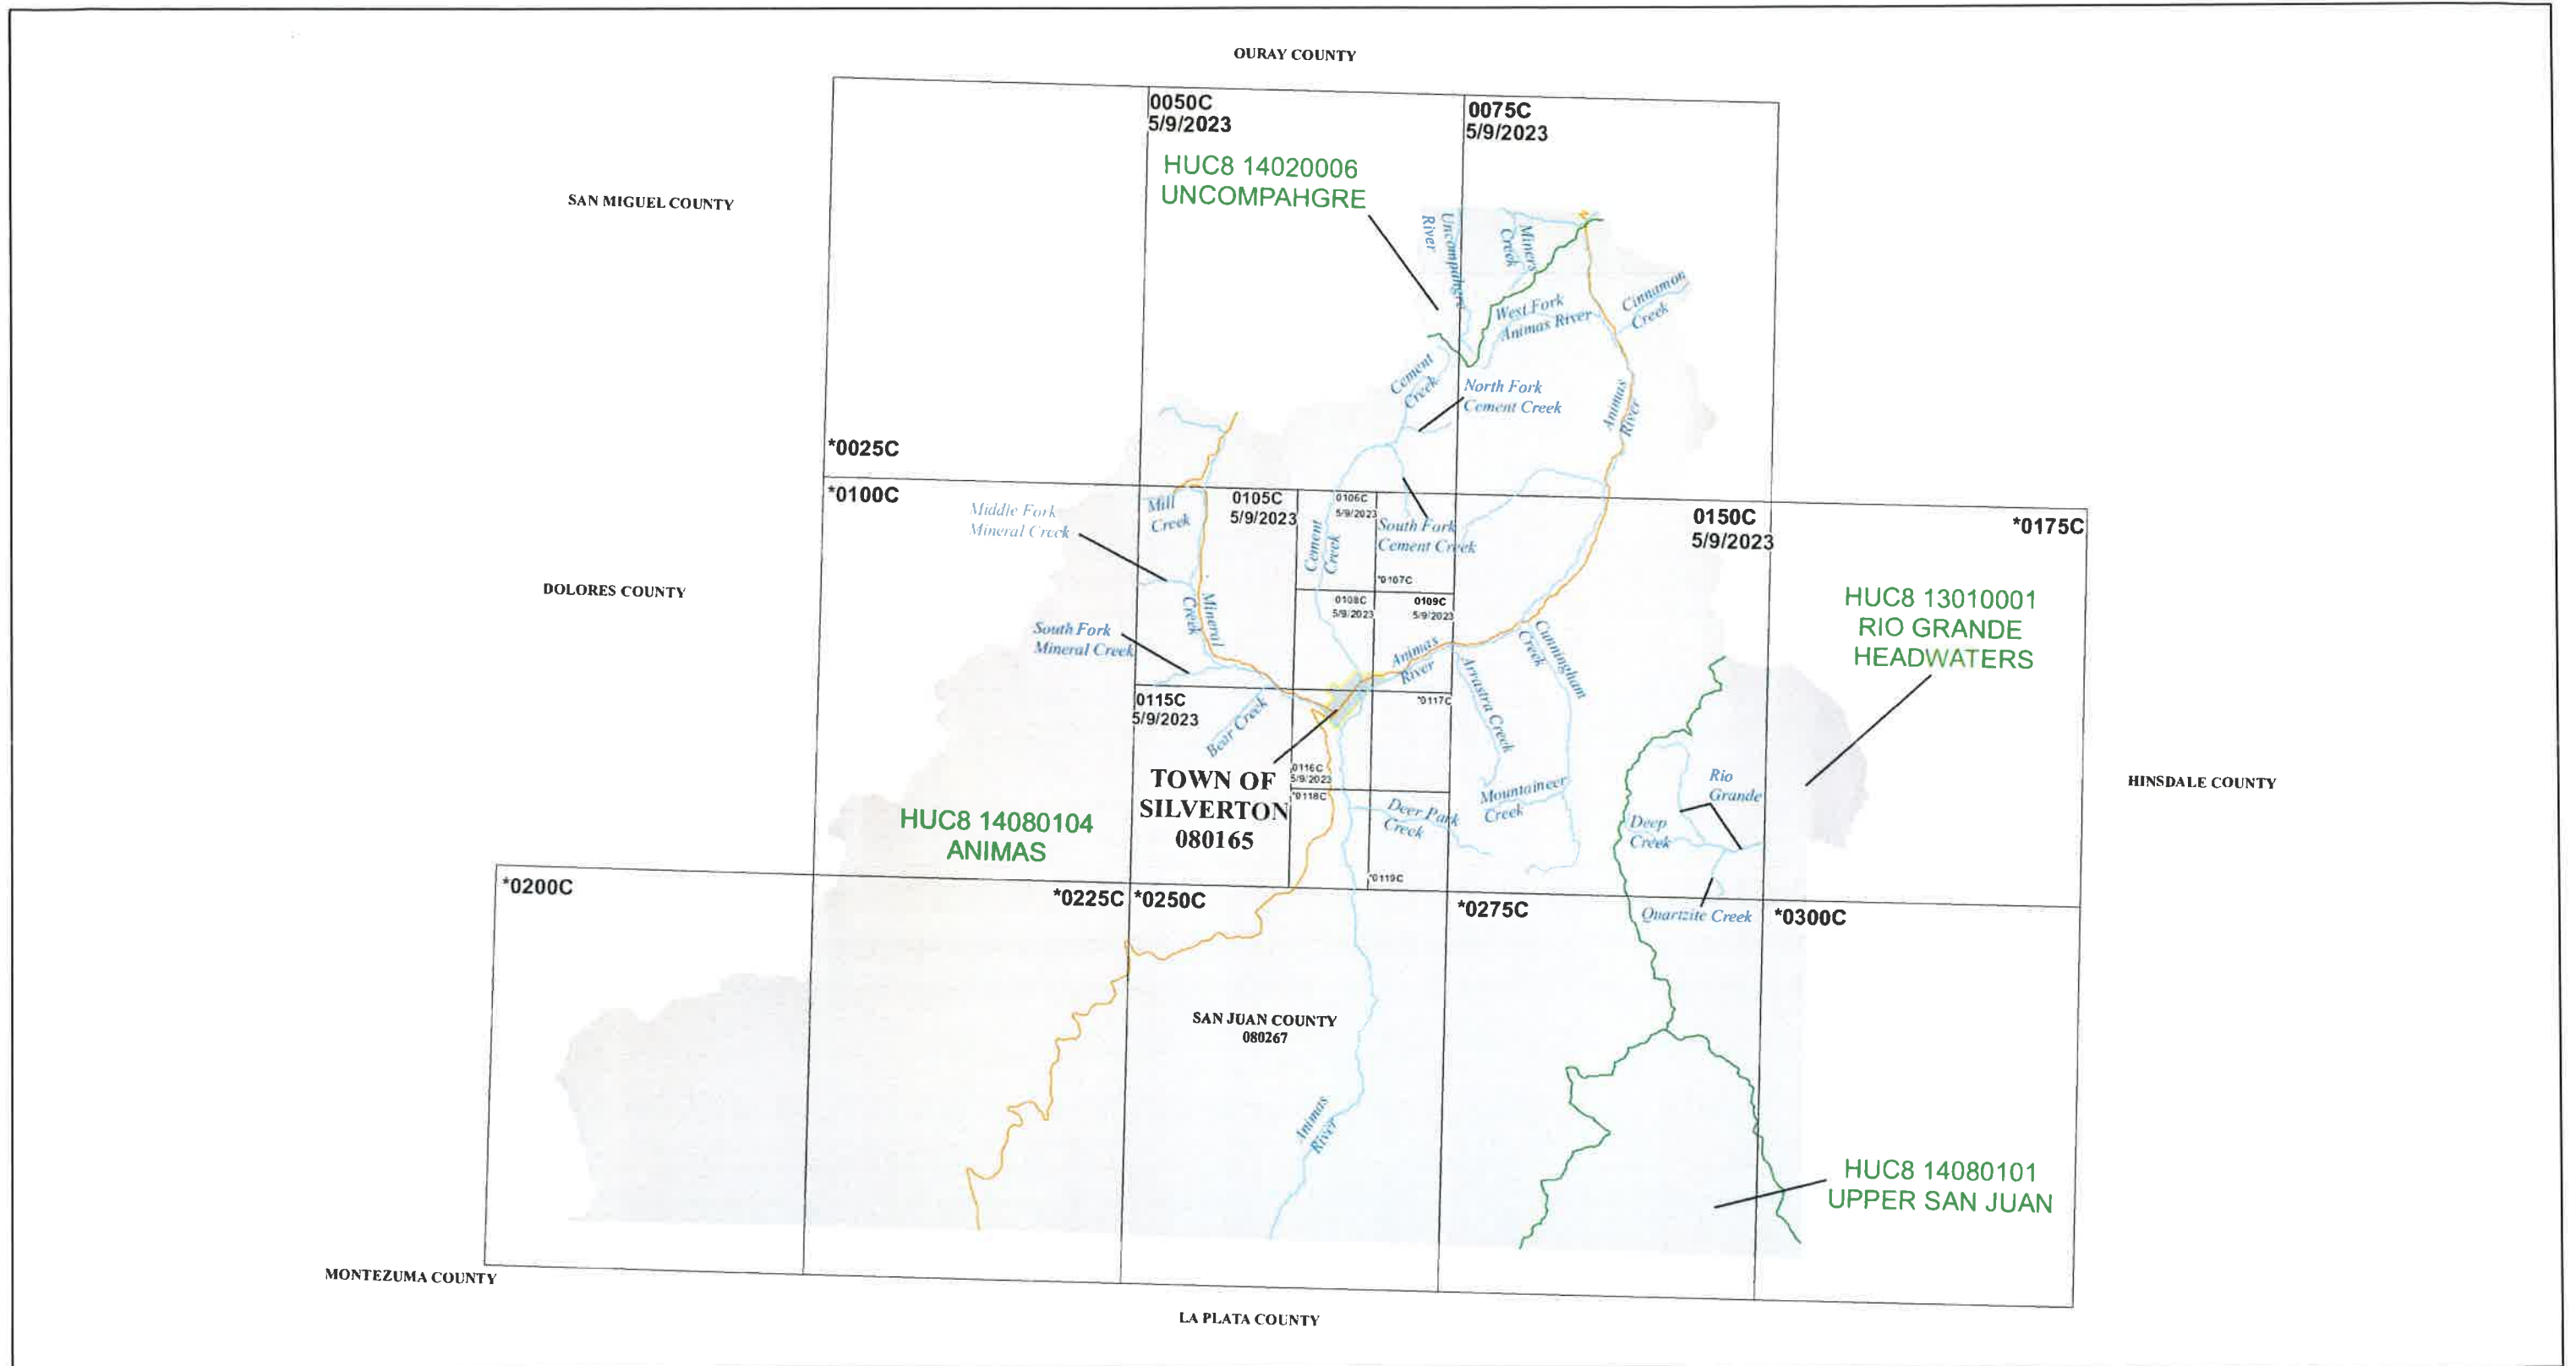 OURAY COUNTY
0050C
5/9/2023
0075C
5/9/2023
HUC8 14020006
UNCOMPAHGRE
SAN MIGUEL COUNTY
Uncompahgre
River
Miners
Creek
West Fork
Animas River
Cinnamon
Creek
Cement
Creek
North Fork
Cement Creek
Animas
River
*0025C
*0100C
Middle Fork
Mineral Creek
Mill
Creek
0105C
5/9/2023
0106C
5/9/2023
Cement
Creek
South Fork
Cement Creek
*0107C
0150C
5/9/2023
*0175C
DOLORES COUNTY
HUC8 13010001
RIO GRANDE
HEADWATERS
0108C
5/9/2023
0109C
5/9/2023
Mineral
Creek
South Fork
Mineral Creek
Animas
River
Cunningham
Creek
Arrastra Creek
0115C
5/9/2023
Bear Creek
*0117C
TOWN OF
SILVERTON
080165
0116C
5/9/2023
*0118C
Deer Park
Creek
Mountaineer
Creek
Rio
Grande
Deep
Creek
HINSDALE COUNTY
HUC8 14080104
ANIMAS
*0119C
*0200C
*0225C
*0250C
*0275C
Quartzite Creek
*0300C
SAN JUAN COUNTY
080267
Animas
River
HUC8 14080101
UPPER SAN JUAN
MONTEZUMA COUNTY
LA PLATA COUNTY